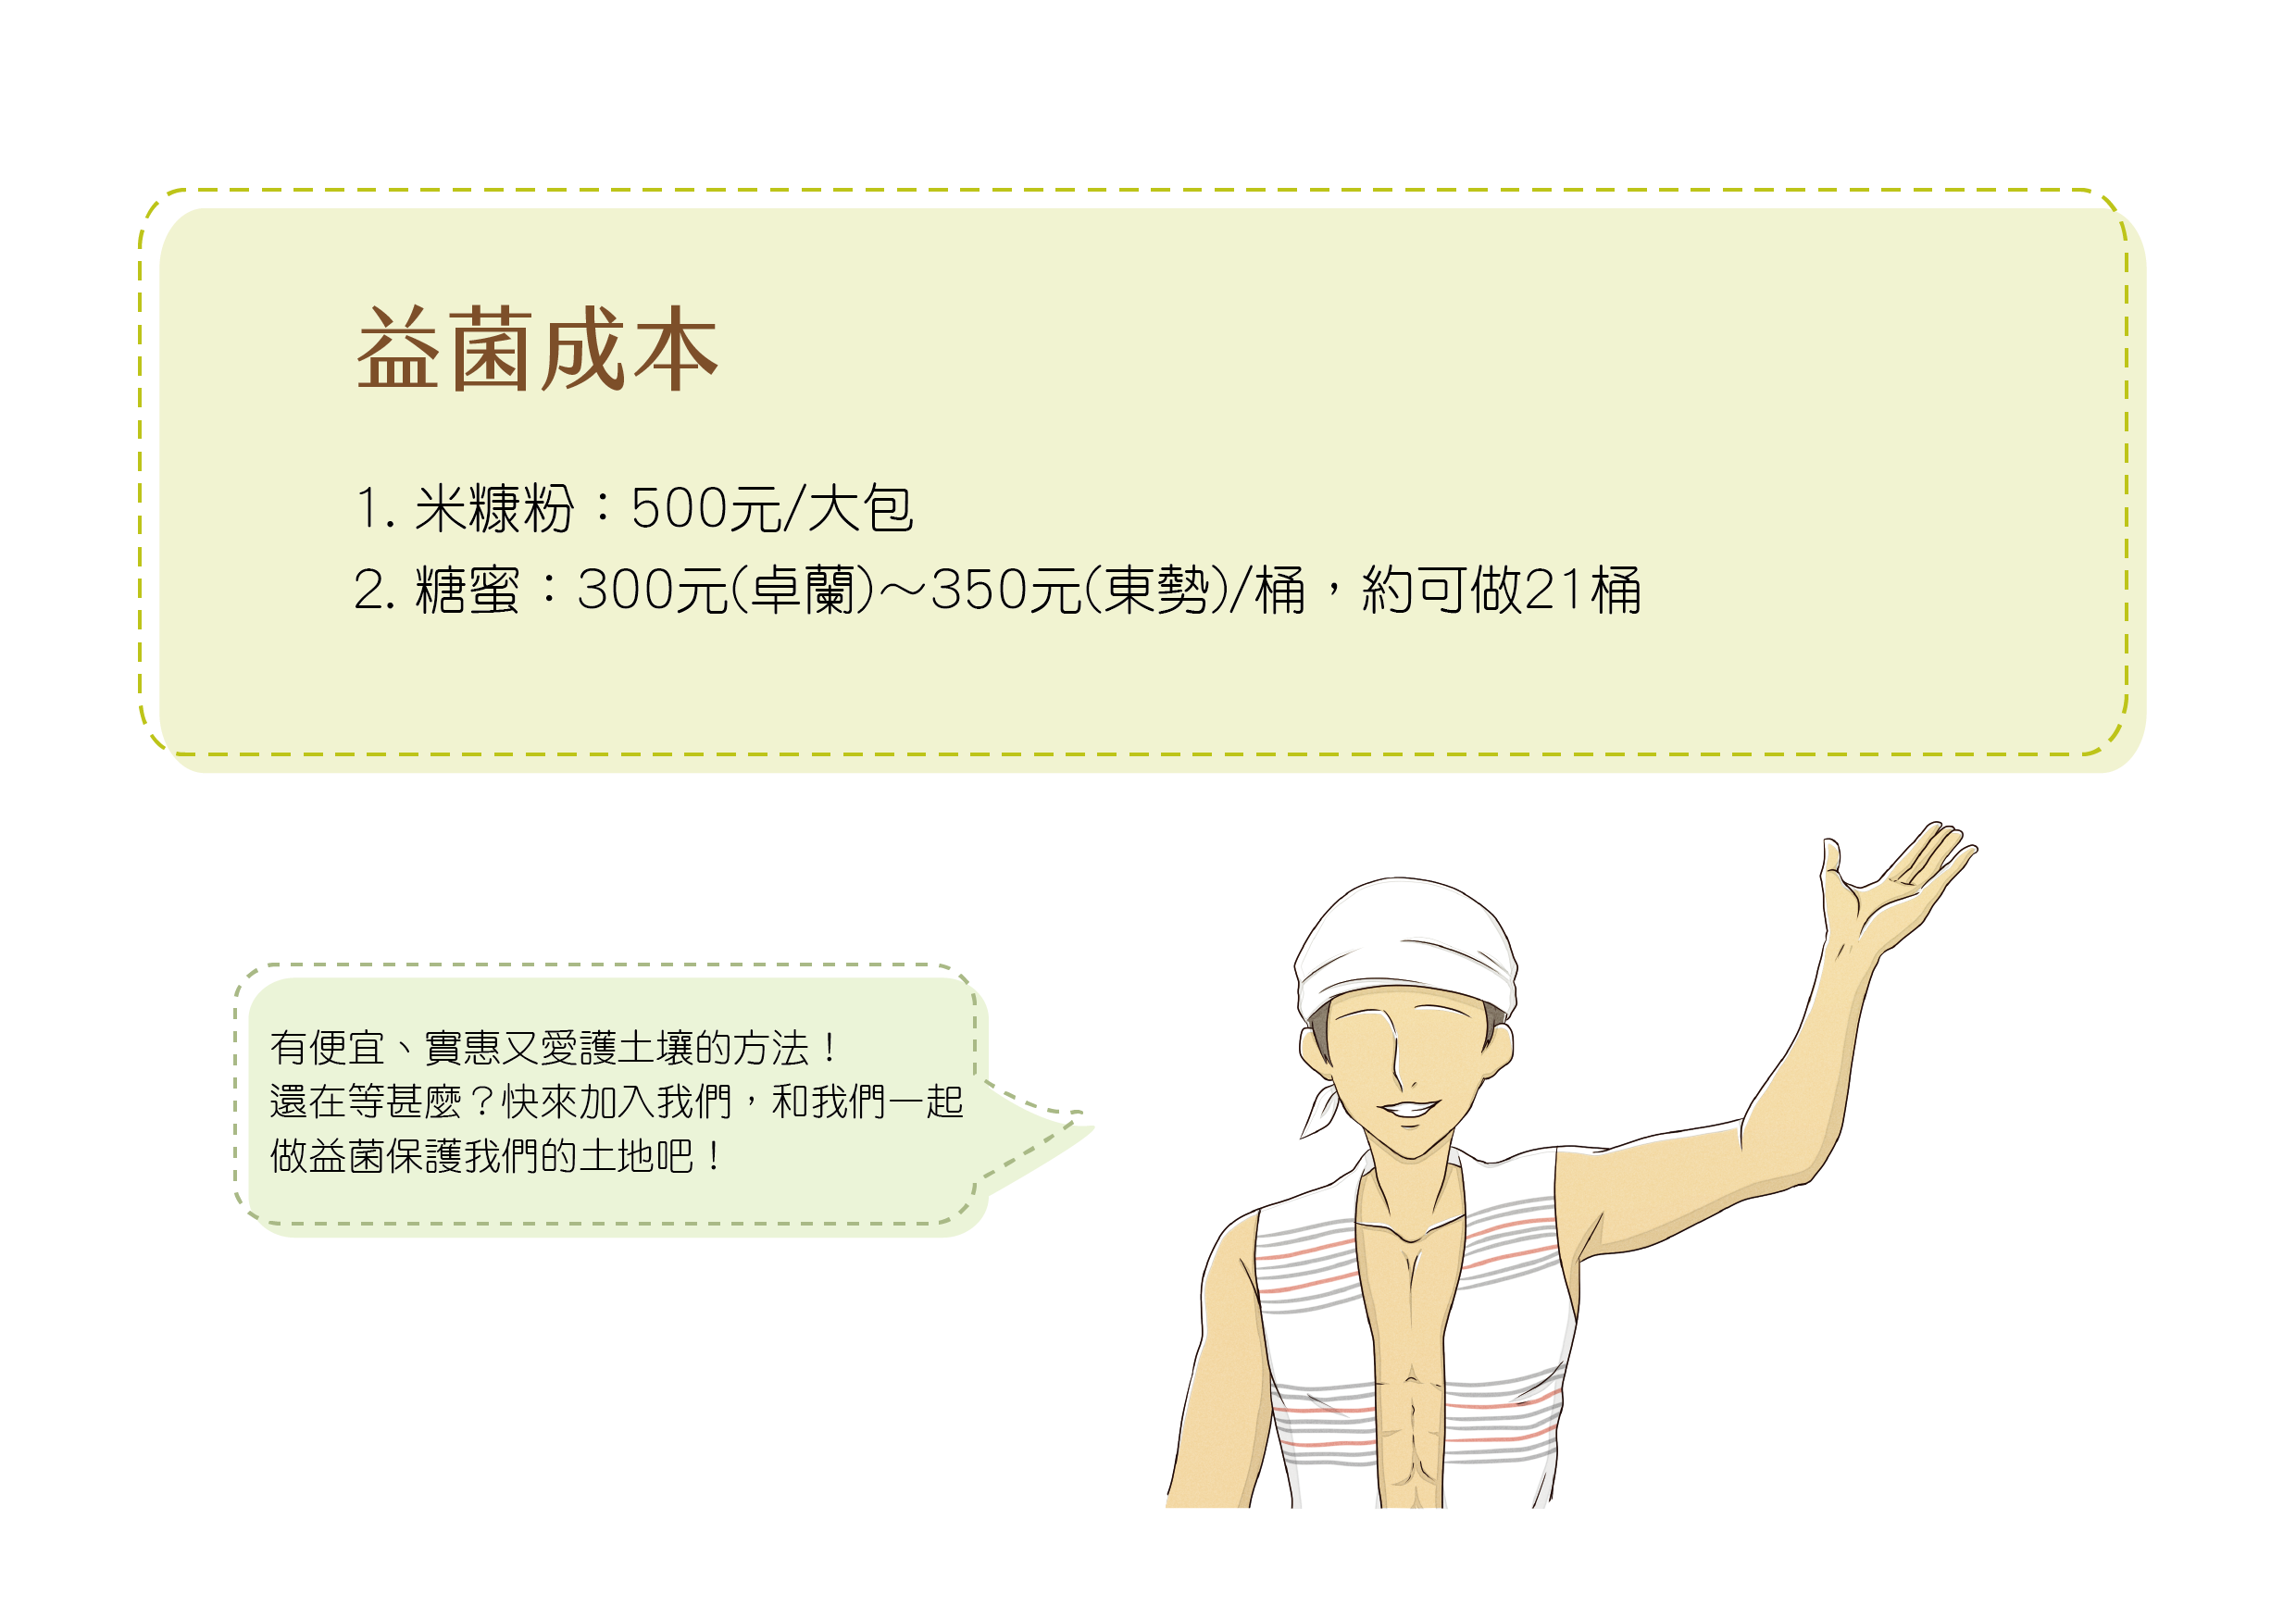 益菌成本
1. 米糠粉：500元/大包
2. 糖蜜：300元(卓蘭)～350元(東勢)/桶，約可做21桶
有便宜、實惠又愛護土壤的方法！
還在等甚麼？快來加入我們，和我們一起
做益菌保護我們的土地吧！